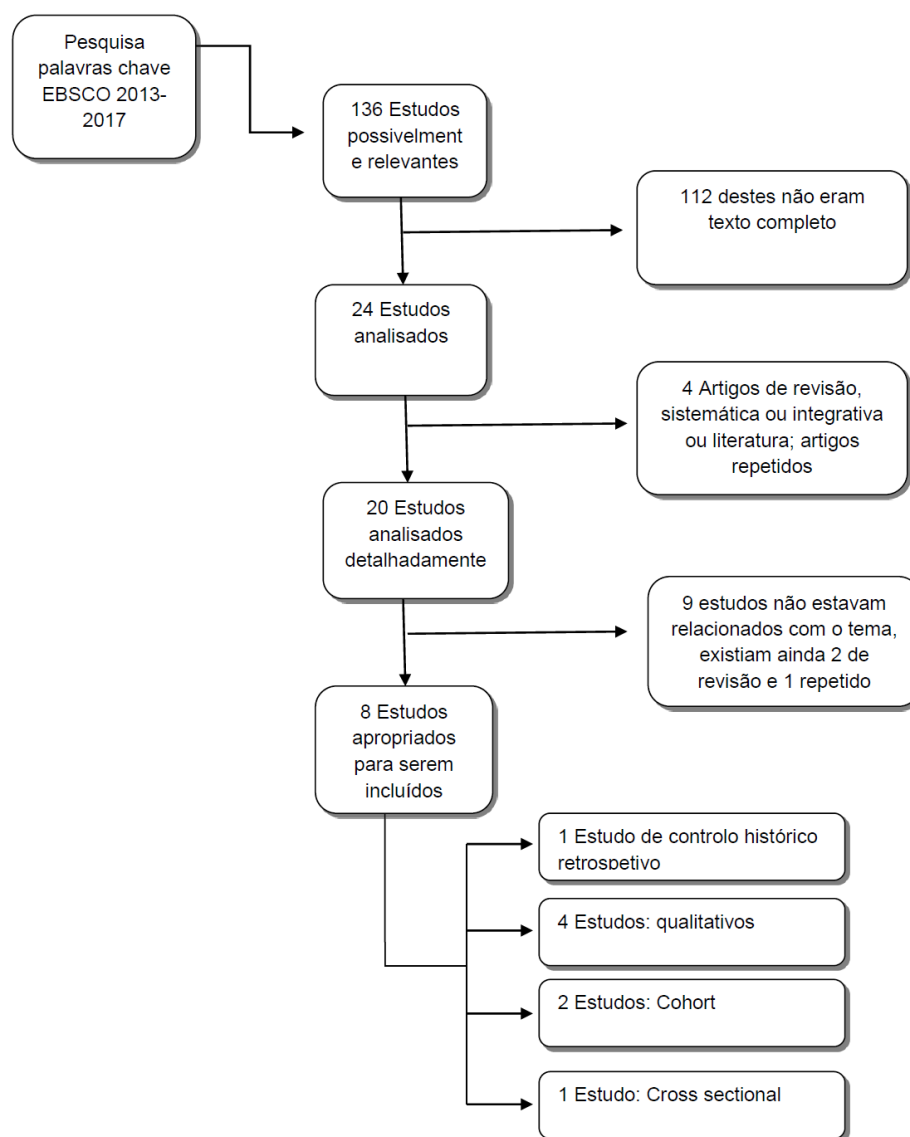 Pesquisa
palavras chave
EBSCO 2013-
2017
136 Estudos
possivelment
e relevantes
112 destes não eram
texto completo
24 Estudos
analisados
4 Artigos de revisão,
sistemática ou integrativa
ou literatura; artigos
repetidos
20 Estudos
analisados
detalhadamente
9 estudos não estavam
relacionados com o tema,
existiam ainda 2 de
revisão e 1 repetido
8 Estudos
apropriados
para serem
incluídos
1 Estudo de controlo histórico
retrospetivo
4 Estudos: qualitativos
2 Estudos: Cohort
1 Estudo: Cross sectional